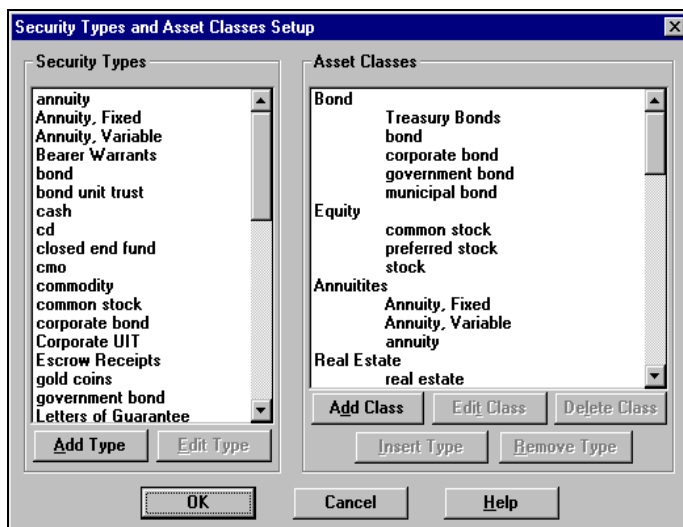 Security Types and Asset Classes Setup
Security Types
annuity
Annuity, Fixed
Annuity, Variable
Bearer Warrants
bond
bond unit trust
cash
cd
closed end fund
cmo
commodity
common stock
corporate bond
Corporate UIT
Escrow Receipts
gold coins
government bond
Letters of Guarantee
Add Type
Edit Type
Asset Classes
Bond
Treasury Bonds
bond
corporate bond
government bond
municipal bond
Equity
common stock
preferred stock
stock
Annuitites
Annuity, Fixed
Annuity, Variable
annuity
Real Estate
real estate
Add Class
Edit Class
Delete Class
Insert Type
Remove Type
OK
Cancel
Help